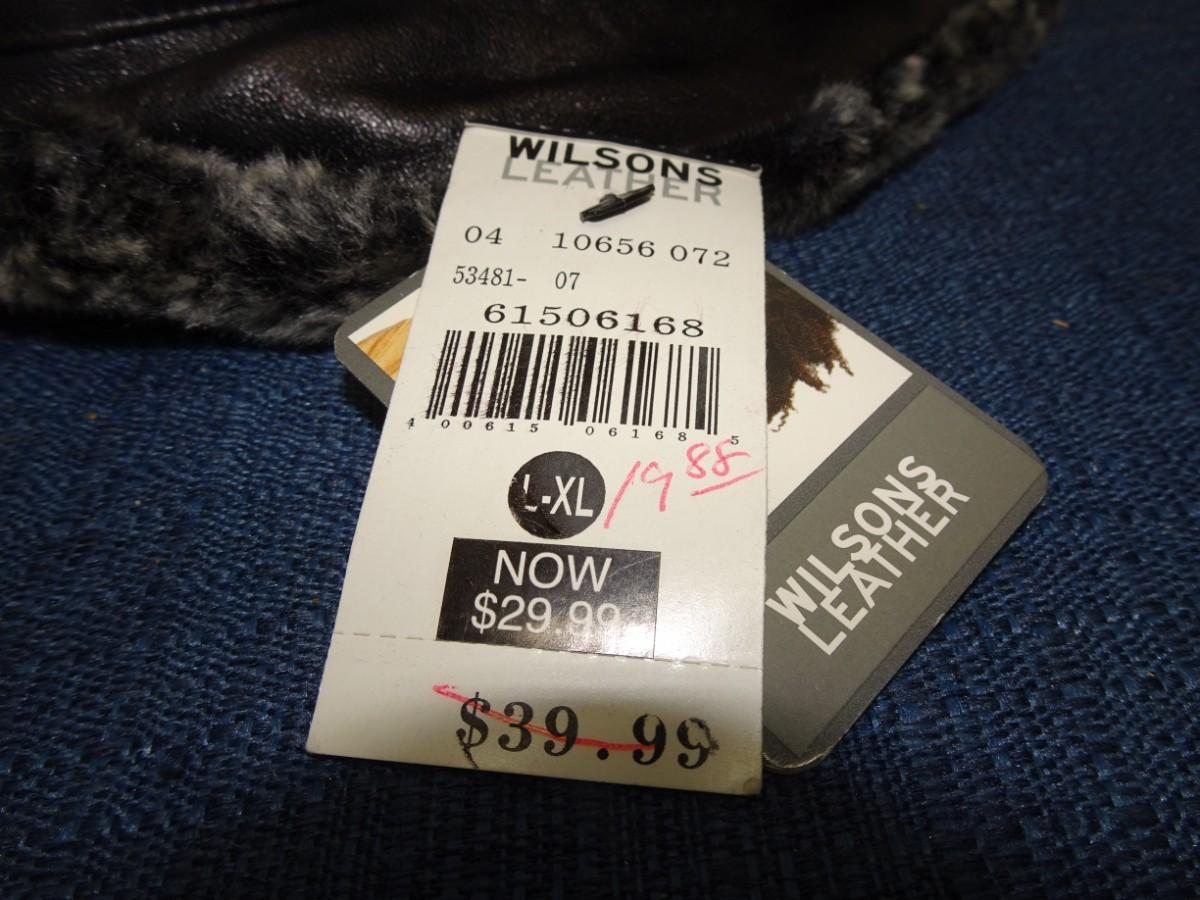 WILSONS
LEATHER
04 10656 072
53481- 07
61506168
4 00615 06168 5
L-XL
19 88
NOW
$29.99
$39.99
WILSONS
LEATHER